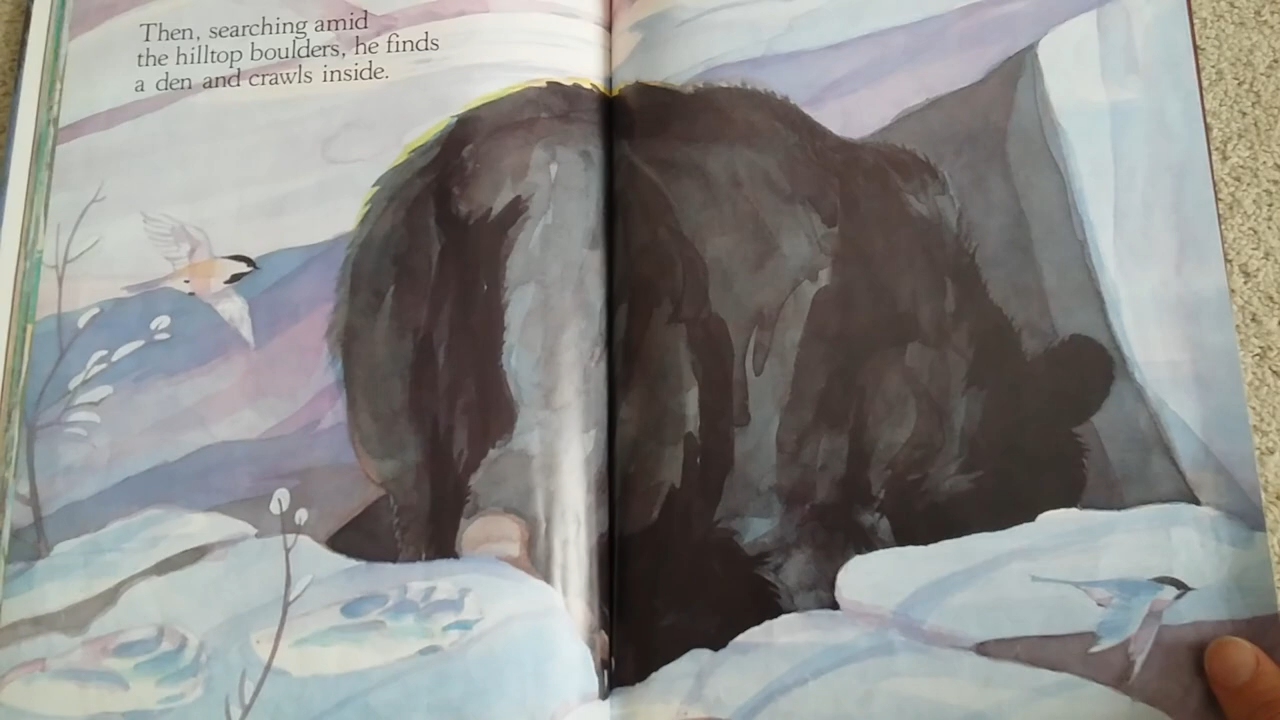 Then, searching amid
the hilltop boulders, he finds
a den and crawls inside.